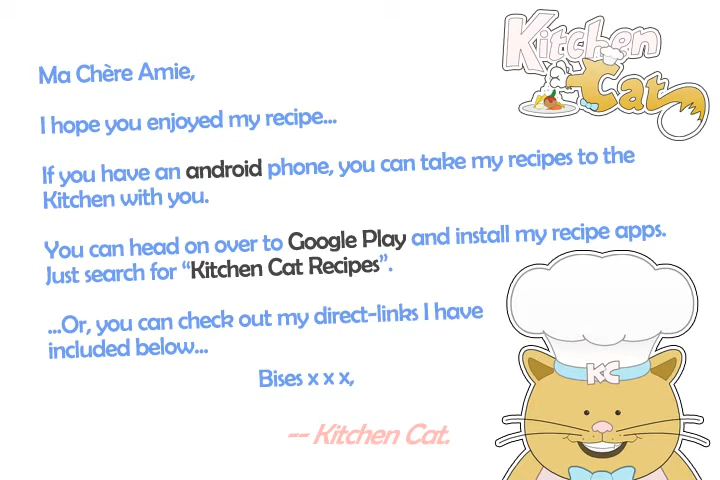 Kitchen
Cat
Ma Chère Amie,
I hope you enjoyed my recipe...
If you have an android phone, you can take my recipes to the
Kitchen with you.
You can head on over to Google Play and install my recipe apps.
Just search for “Kitchen Cat Recipes”.
...Or, you can check out my direct-links I have
included below...
Bises x x x,
-- Kitchen Cat.
KC